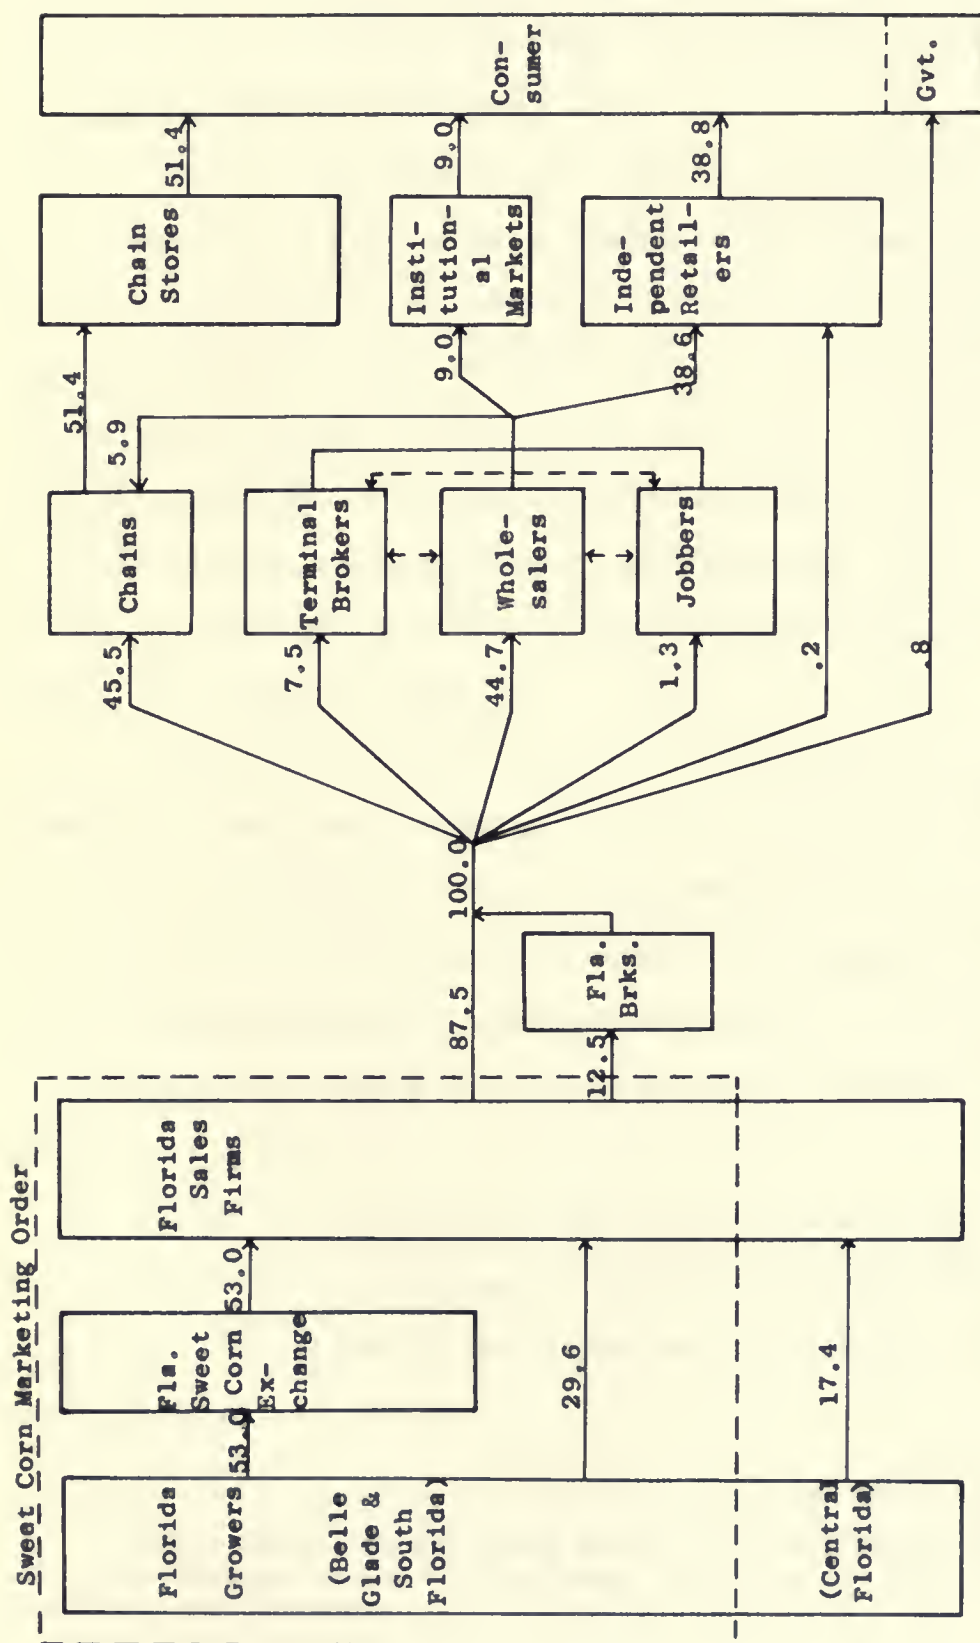 Sweet Corn Marketing Order
Florida
Growers
(Belle
Glade &
South
Florida)
(Central
Florida)
53.0
29.6
17.4
Fla.
Sweet
Corn
Ex-
change
53.0
Florida
Sales
Firms
87.5
12.5
Fla.
Brks.
100.0
45.5
7.5
44.7
1.3
.2
.8
Chains
Terminal
Brokers
Whole-
salers
Jobbers
51.4
5.9
9.0
38.6
Chain
Stores
Insti-
tution-
al
Markets
Inde-
pendent
Retail-
ers
51.4
9.0
38.8
Con-
sumer
Gvt.